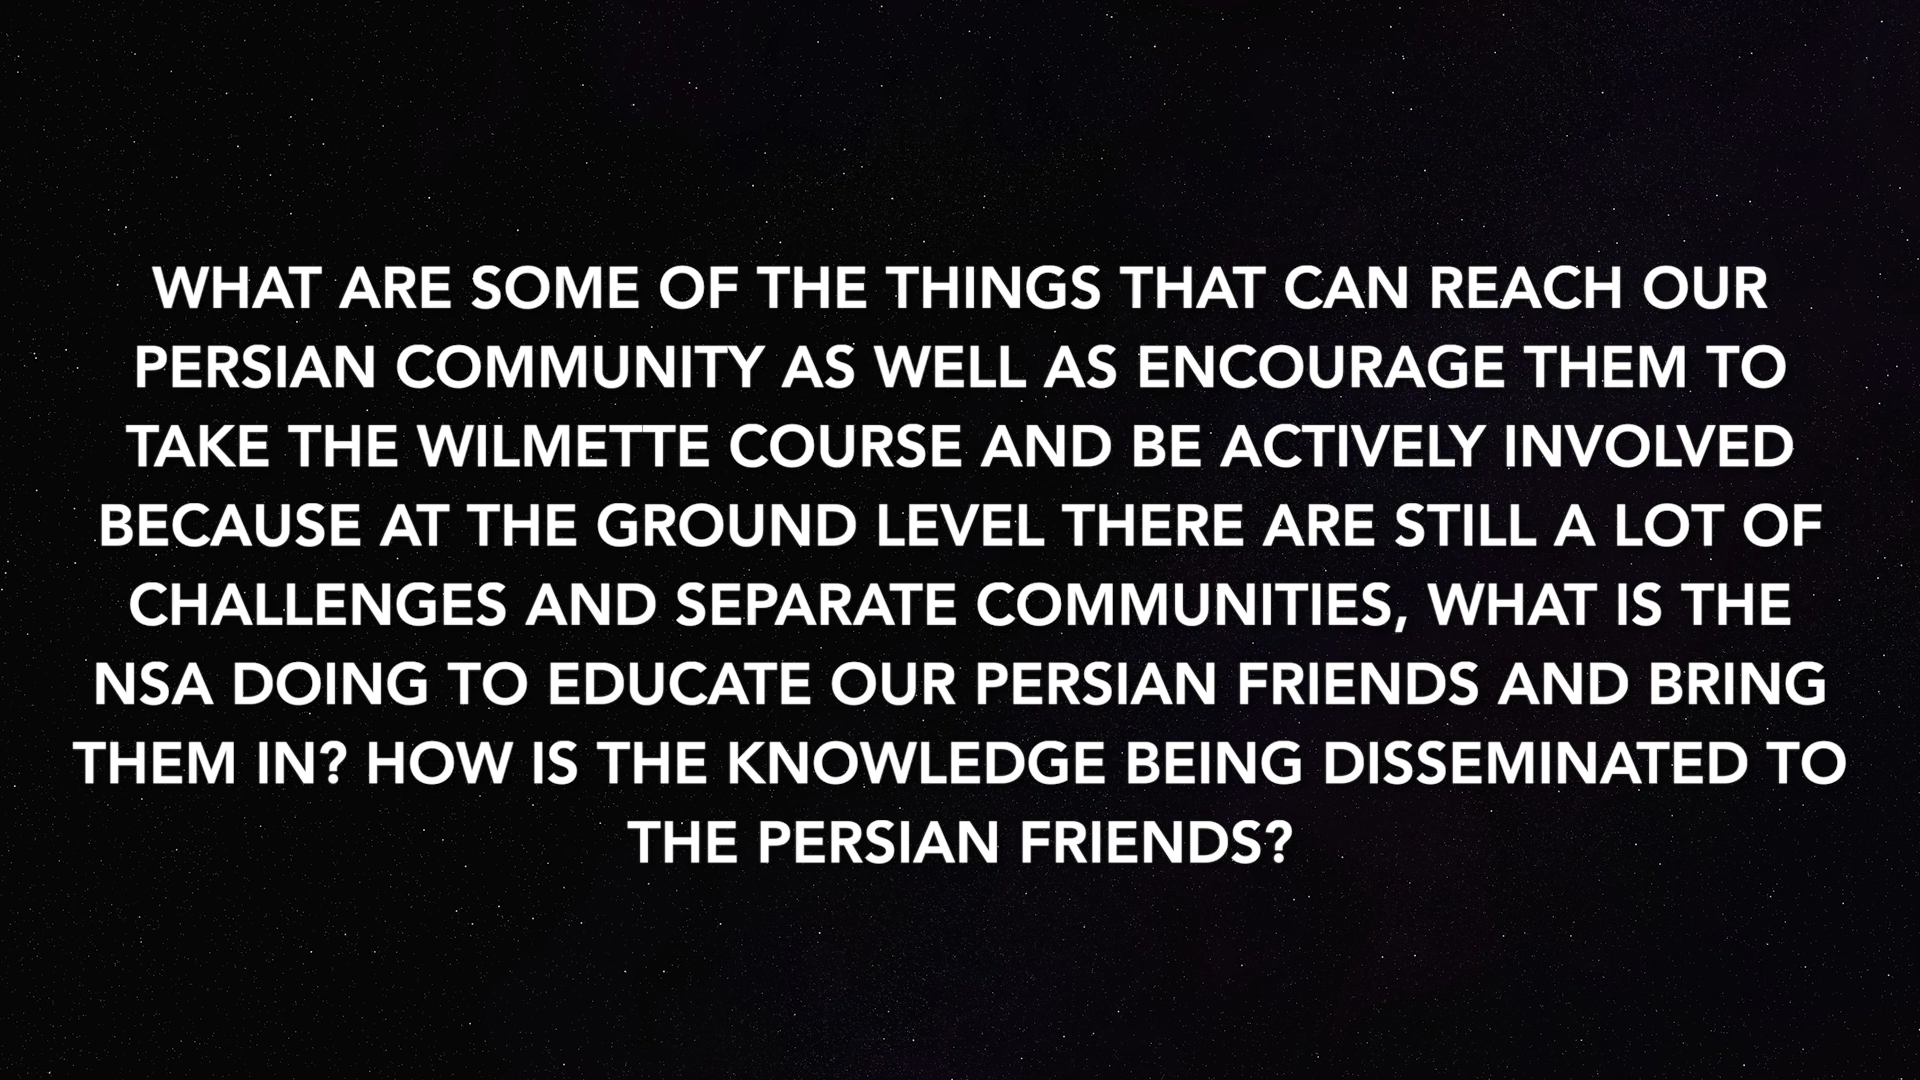 WHAT ARE SOME OF THE THINGS THAT CAN REACH OUR
PERSIAN COMMUNITY AS WELL AS ENCOURAGE THEM TO
TAKE THE WILMETTE COURSE AND BE ACTIVELY INVOLVED
BECAUSE AT THE GROUND LEVEL THERE ARE STILL A LOT OF
CHALLENGES AND SEPARATE COMMUNITIES, WHAT IS THE
NSA DOING TO EDUCATE OUR PERSIAN FRIENDS AND BRING
THEM IN? HOW IS THE KNOWLEDGE BEING DISSEMINATED TO
THE PERSIAN FRIENDS?